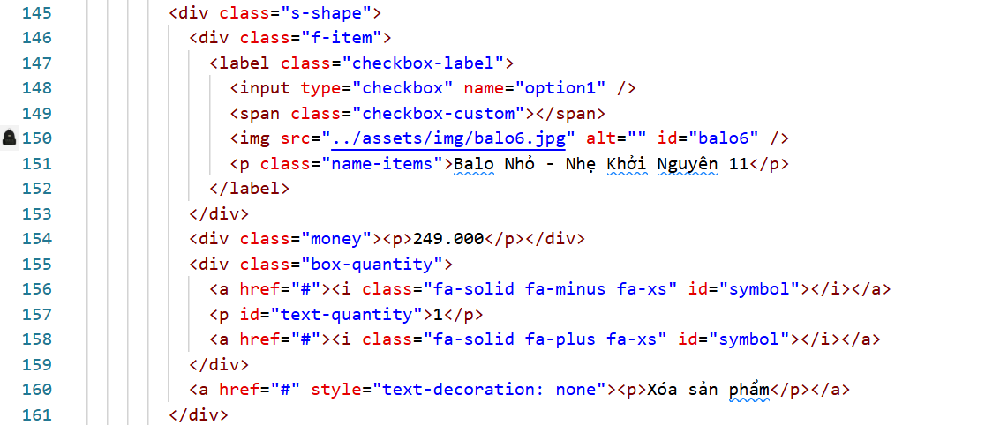 145 <div class="s-shape">
146 <div class="f-item">
147 <label class="checkbox-label">
148 <input type="checkbox" name="option1" />
149 <span class="checkbox-custom"></span>
150 <img src="../assets/img/balo6.jpg" alt="" id="balo6" />
151 <p class="name-items">Balo Nhỏ - Nhẹ Khởi Nguyên 11</p>
152 </label>
153 </div>
154 <div class="money"><p>249.000</p></div>
155 <div class="box-quantity">
156 <a href="#"><i class="fa-solid fa-minus fa-xs" id="symbol"></i></a>
157 <p id="text-quantity">1</p>
158 <a href="#"><i class="fa-solid fa-plus fa-xs" id="symbol"></i></a>
159 </div>
160 <a href="#" style="text-decoration: none"><p>Xóa sản phẩm</p></a>
161 </div>